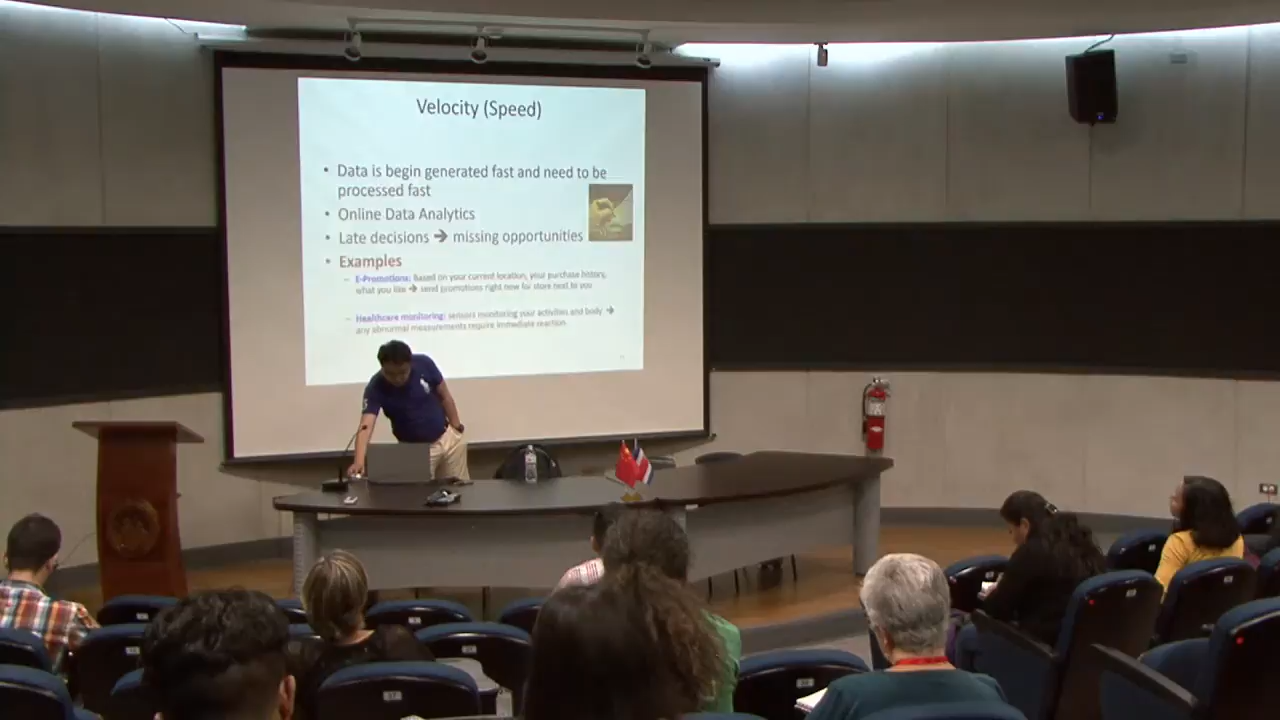 Velocity (Speed)
• Data is begin generated fast and need to be
processed fast
• Online Data Analytics
• Late decisions ➔ missing opportunities
• Examples
– E-Promotions: Based on your current location, your purchase history,
what you like ➔ send promotions right now for store next to you
– Healthcare monitoring: sensors monitoring your activities and body ➔
any abnormal measurements require immediate reaction